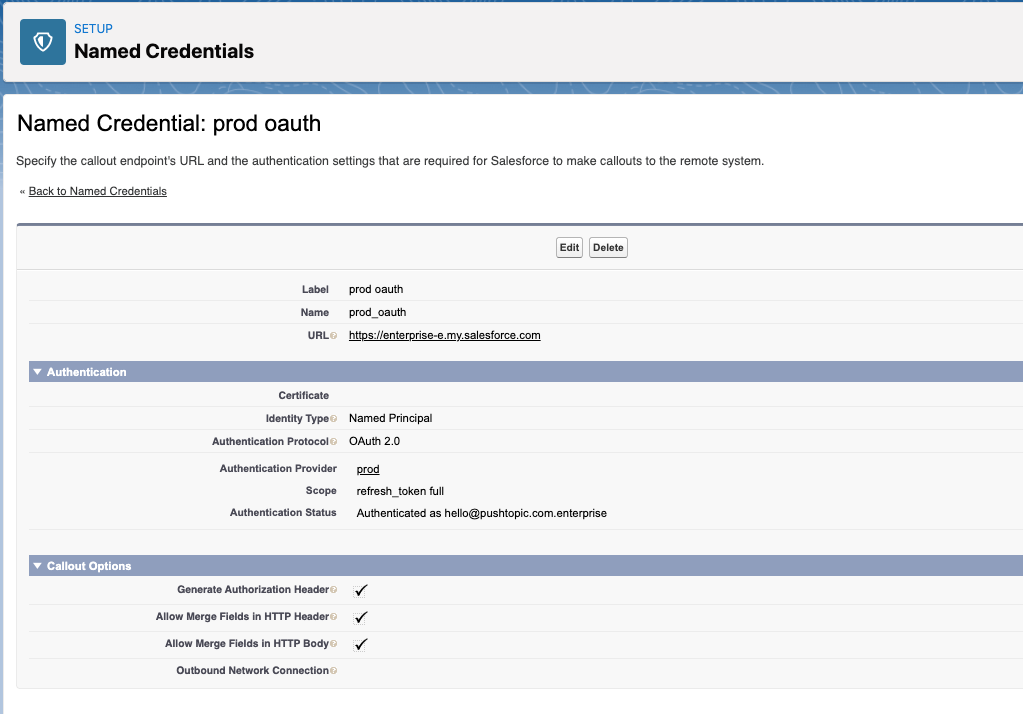 SETUP
Named Credentials
Named Credential: prod oauth
Specify the callout endpoint's URL and the authentication settings that are required for Salesforce to make callouts to the remote system.
« Back to Named Credentials
Edit Delete
Label prod oauth
Name prod_oauth
URL https://enterprise-e.my.salesforce.com
Authentication
Certificate
Identity Type Named Principal
Authentication Protocol OAuth 2.0
Authentication Provider prod
Scope refresh_token full
Authentication Status Authenticated as hello@pushtopic.com.enterprise
Callout Options
Generate Authorization Header
Allow Merge Fields in HTTP Header
Allow Merge Fields in HTTP Body
Outbound Network Connection